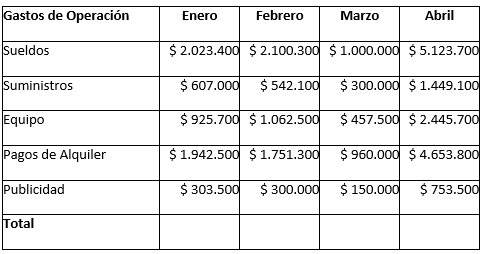 Gastos de Operación Enero Febrero Marzo Abril
Sueldos $ 2.023.400 $ 2.100.300 $ 1.000.000 $ 5.123.700
Suministros $ 607.000 $ 542.100 $ 300.000 $ 1.449.100
Equipo $ 925.700 $ 1.062.500 $ 457.500 $ 2.445.700
Pagos de Alquiler $ 1.942.500 $ 1.751.300 $ 960.000 $ 4.653.800
Publicidad $ 303.500 $ 300.000 $ 150.000 $ 753.500
Total